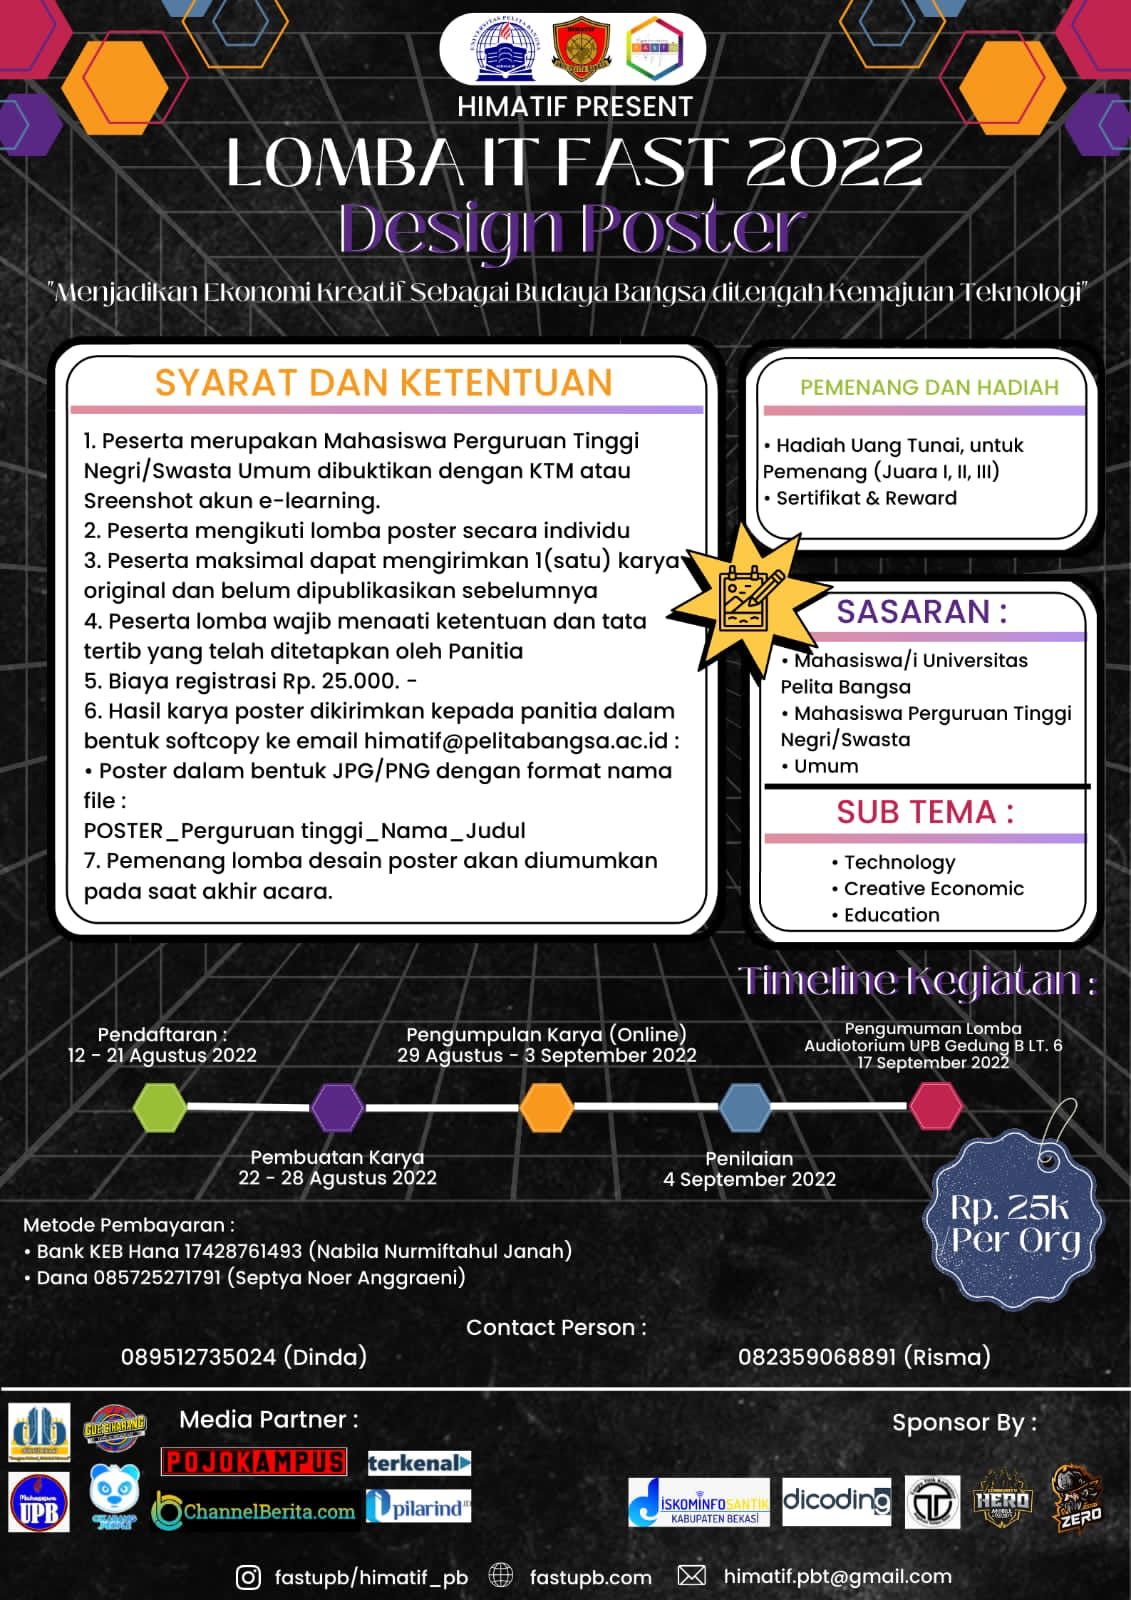 UNIVERSITAS PELITA BANGSA
HIMATIF
HIMATIF PRESENT
LOMBA IT FAST 2022
Design Poster
"Menjadikan Ekonomi Kreatif Sebagai Budaya Bangsa ditengah Kemajuan Teknologi"
SYARAT DAN KETENTUAN
1. Peserta merupakan Mahasiswa Perguruan Tinggi
Negri/Swasta Umum dibuktikan dengan KTM atau
Sreenshot akun e-learning.
2. Peserta mengikuti lomba poster secara individu
3. Peserta maksimal dapat mengirimkan 1(satu) karya
original dan belum dipublikasikan sebelumnya
4. Peserta lomba wajib menaati ketentuan dan tata
tertib yang telah ditetapkan oleh Panitia
5. Biaya registrasi Rp. 25.000. -
6. Hasil karya poster dikirimkan kepada panitia dalam
bentuk softcopy ke email himatif@pelitabangsa.ac.id :
• Poster dalam bentuk JPG/PNG dengan format nama
file :
POSTER_Perguruan tinggi_Nama_Judul
7. Pemenang lomba desain poster akan diumumkan
pada saat akhir acara.
PEMENANG DAN HADIAH
• Hadiah Uang Tunai, untuk
Pemenang (Juara I, II, III)
• Sertifikat & Reward
SASARAN :
• Mahasiswa/i Universitas
Pelita Bangsa
• Mahasiswa Perguruan Tinggi
Negri/Swasta
• Umum
SUB TEMA :
• Technology
• Creative Economic
• Education
Timeline Kegiatan :
Pendaftaran :
12 - 21 Agustus 2022
Pengumpulan Karya (Online)
29 Agustus - 3 September 2022
Pengumuman Lomba
Audiotorium UPB Gedung B LT. 6
17 September 2022
Pembuatan Karya
22 - 28 Agustus 2022
Penilaian
4 September 2022
Rp. 25k
/Per Org
Metode Pembayaran :
• Bank KEB Hana 17428761493 (Nabila Nurmiftahul Janah)
• Dana 085725271791 (Septya Noer Anggraeni)
Contact Person :
089512735024 (Dinda)
082359068891 (Risma)
Media Partner :
GUE CIKARANG
POJOKAMPUS
terkenal
Mahasiswa
UPB
ChannelBerita.com
pilarind.ID
Sponsor By :
DISKOMINFOSANTIK
KABUPATEN BEKASI
dicoding
HERO
ZERO
fastupb/himatif_pb
fastupb.com
himatif.pbt@gmail.com